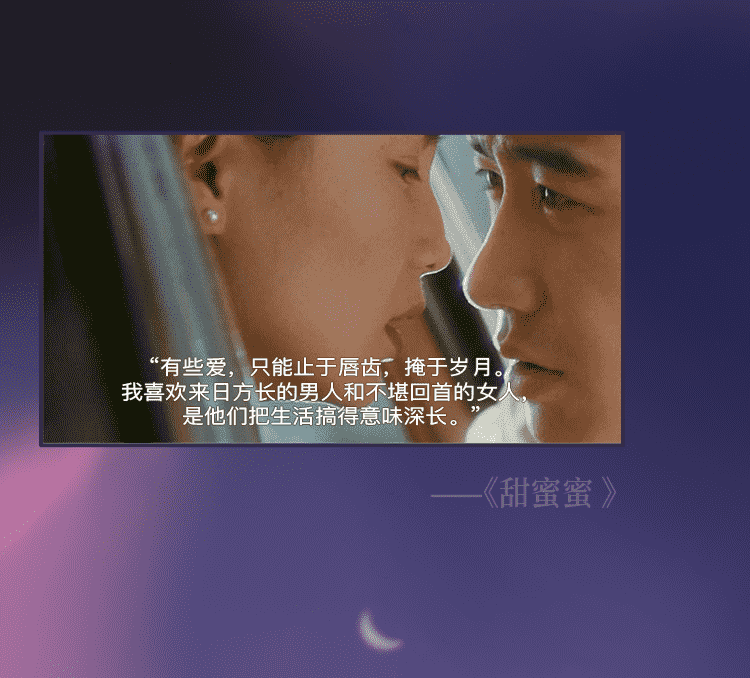 “有些爱，只能止于唇齿，掩于岁月。
我喜欢来日方长的男人和不堪回首的女人，
是他们把生活搞得意味深长。”
——《甜蜜蜜 》